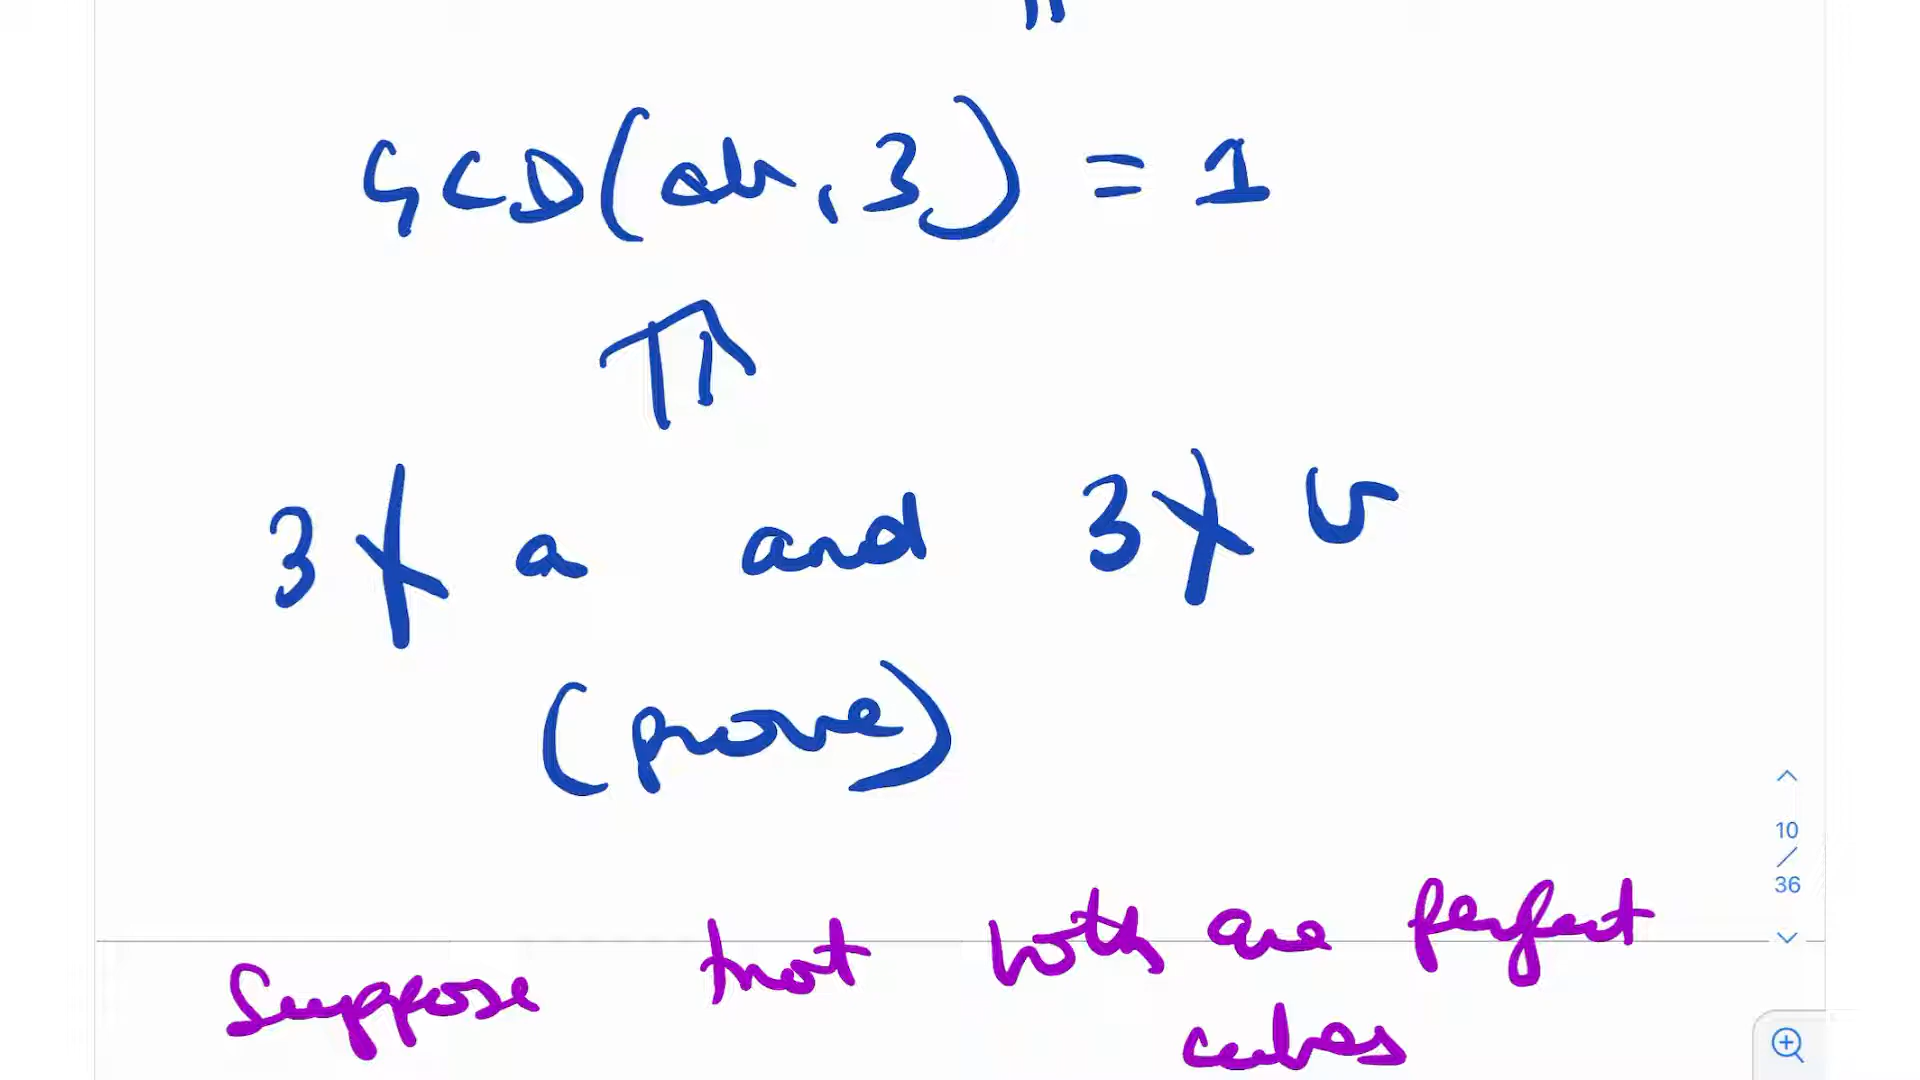 GCD(ab, 3) = 1
⇑
3 ∤ a and 3 ∤ b
(prove)
10
/
36
Suppose that both are perfect
cubes